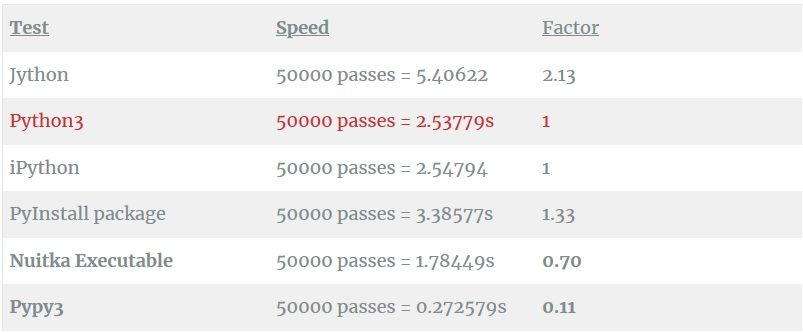 Test Speed Factor
Jython 50000 passes = 5.40622 2.13
Python3 50000 passes = 2.53779s 1
iPython 50000 passes = 2.54794 1
PyInstall package 50000 passes = 3.38577s 1.33
Nuitka Executable 50000 passes = 1.78449s 0.70
Pypy3 50000 passes = 0.272579s 0.11